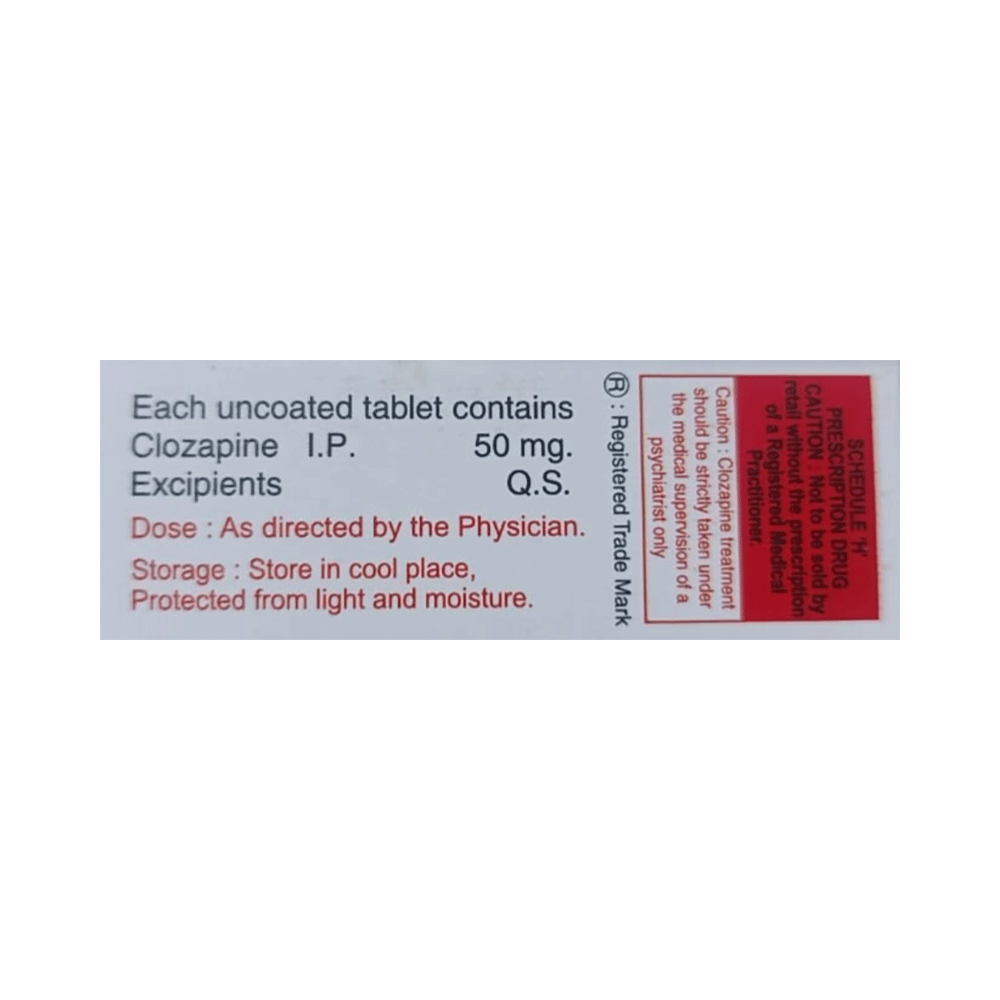 Each uncoated tablet contains
Clozapine I.P. 50 mg.
Excipients Q.S.
Dose : As directed by the Physician.
Storage : Store in cool place,
Protected from light and moisture.
® : Registered Trade Mark
SCHEDULE 'H'
PRESCRIPTION DRUG
CAUTION : Not to be sold by
retail without the prescription
of a Registered Medical
Practitioner.
Caution : Clozapine treatment
should be strictly taken under
the medical supervision of a
psychiatrist only